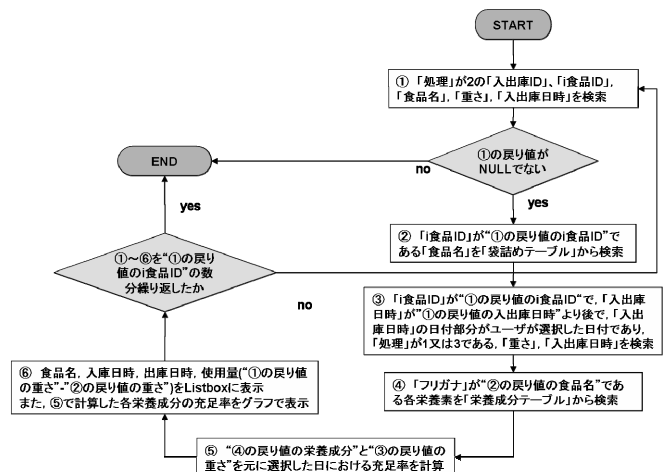 START
① 「処理」が2の「入出庫ID」、「i食品ID」,
「食品名」,「重さ」,「入出庫日時」を検索
①の戻り値が
NULLでない
no
yes
END
yes
② 「i食品ID」が“①の戻り値のi食品ID”で
ある「食品名」を「袋詰めテーブル」から検索
①～⑥を“①の戻り
値のi食品ID”の数
分繰り返したか
no
③ 「i食品ID」が“①の戻り値のi食品ID“で,「入出庫
日時」が“①の戻り値の入出庫日時”より後で,「入出
庫日時」の日付部分がユーザが選択した日付であり,
「処理」が1又は3である,「重さ」,「入出庫日時」を検索
④ 「フリガナ」が“②の戻り値の食品名”であ
る各栄養素を「栄養成分テーブル」から検索
⑥ 食品名, 入庫日時, 出庫日時, 使用量(“①の戻り値
の重さ”-“②の戻り値の重さ”)をListboxに表示
また, ⑤で計算した各栄養成分の充足率をグラフで表示
⑤ “④の戻り値の栄養成分”と“③の戻り値の
重さ”を元に選択した日における充足率を計算